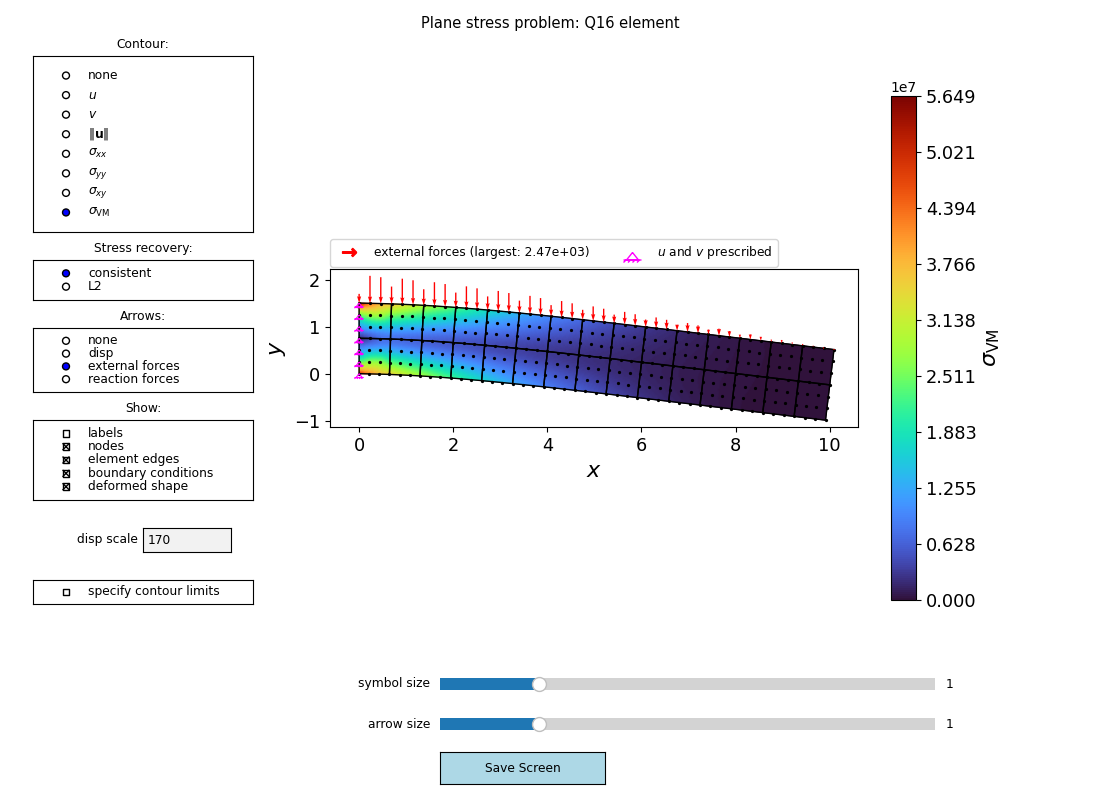 Plane stress problem: Q16 element
Contour:
none
u
v
‖u‖
σxx
σyy
σxy
σVM
Stress recovery:
consistent
L2
Arrows:
none
disp
external forces
reaction forces
Show:
labels
nodes
element edges
boundary conditions
deformed shape
disp scale 170
specify contour limits
external forces (largest: 2.47e+03) u and v prescribed
2
1
0
−1
y
0 2 4 6 8 10
x
1e7
5.649
5.021
4.394
3.766
3.138
2.511
1.883
1.255
0.628
0.000
σVM
symbol size 1
arrow size 1
Save Screen